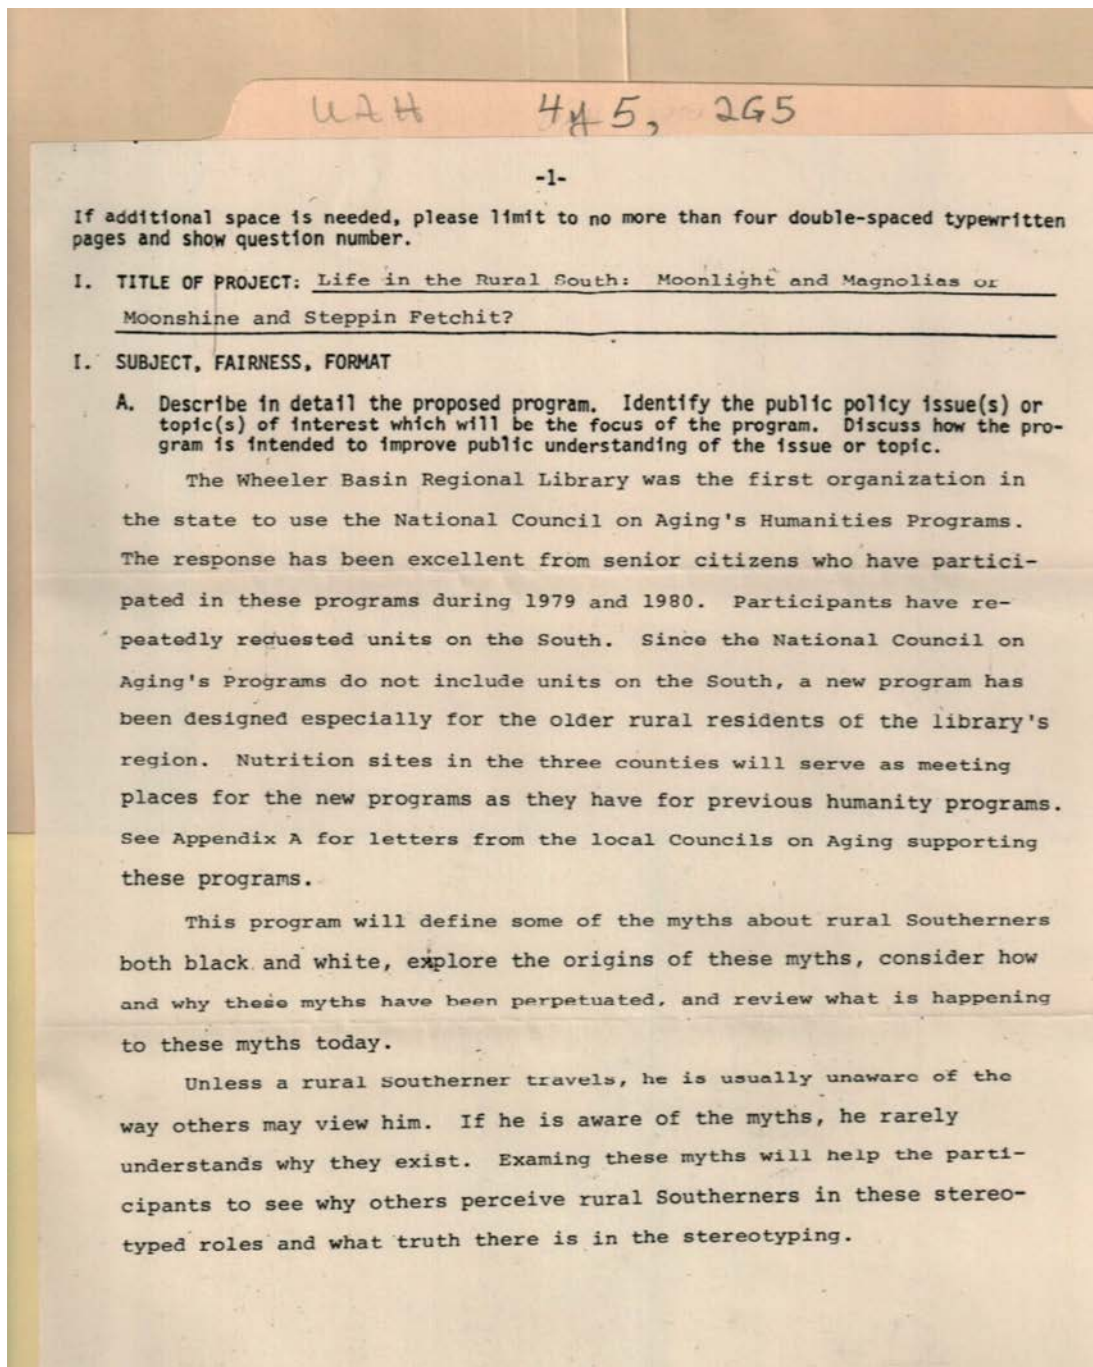 UAH 4 5, 2G5
-1-
If additional space is needed, please limit to no more than four double-spaced typewritten
pages and show question number.
I. TITLE OF PROJECT: Life in the Rural South: Moonlight and Magnolias or
Moonshine and Steppin Fetchit?
I. SUBJECT, FAIRNESS, FORMAT
A. Describe in detail the proposed program. Identify the public policy issue(s) or
topic(s) of interest which will be the focus of the program. Discuss how the pro-
gram is intended to improve public understanding of the issue or topic.
The Wheeler Basin Regional Library was the first organization in
the state to use the National Council on Aging's Humanities Programs.
The response has been excellent from senior citizens who have partici-
pated in these programs during 1979 and 1980. Participants have re-
peatedly requested units on the South. Since the National Council on
Aging's Programs do not include units on the South, a new program has
been designed especially for the older rural residents of the library's
region. Nutrition sites in the three counties will serve as meeting
places for the new programs as they have for previous humanity programs.
See Appendix A for letters from the local Councils on Aging supporting
these programs.
This program will define some of the myths about rural Southerners
both black and white, explore the origins of these myths, consider how
and why these myths have been perpetuated, and review what is happening
to these myths today.
Unless a rural Southerner travels, he is usually unaware of the
way others may view him. If he is aware of the myths, he rarely
understands why they exist. Examing these myths will help the parti-
cipants to see why others perceive rural Southerners in these stereo-
typed roles and what truth there is in the stereotyping.